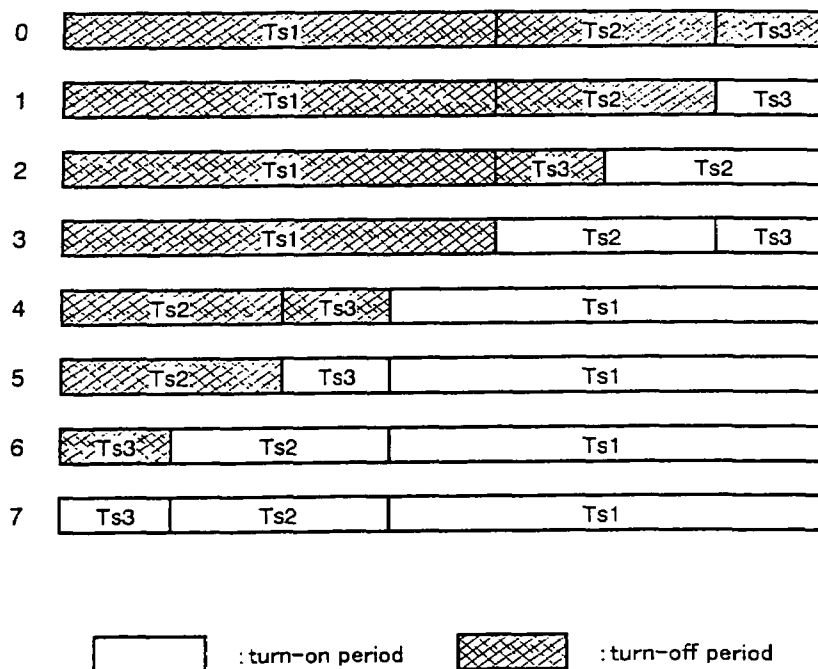 0 Ts1 Ts2 Ts3
1 Ts1 Ts2 Ts3
2 Ts1 Ts3 Ts2
3 Ts1 Ts2 Ts3
4 Ts2 Ts3 Ts1
5 Ts2 Ts3 Ts1
6 Ts3 Ts2 Ts1
7 Ts3 Ts2 Ts1
:turn-on period :turn-off period